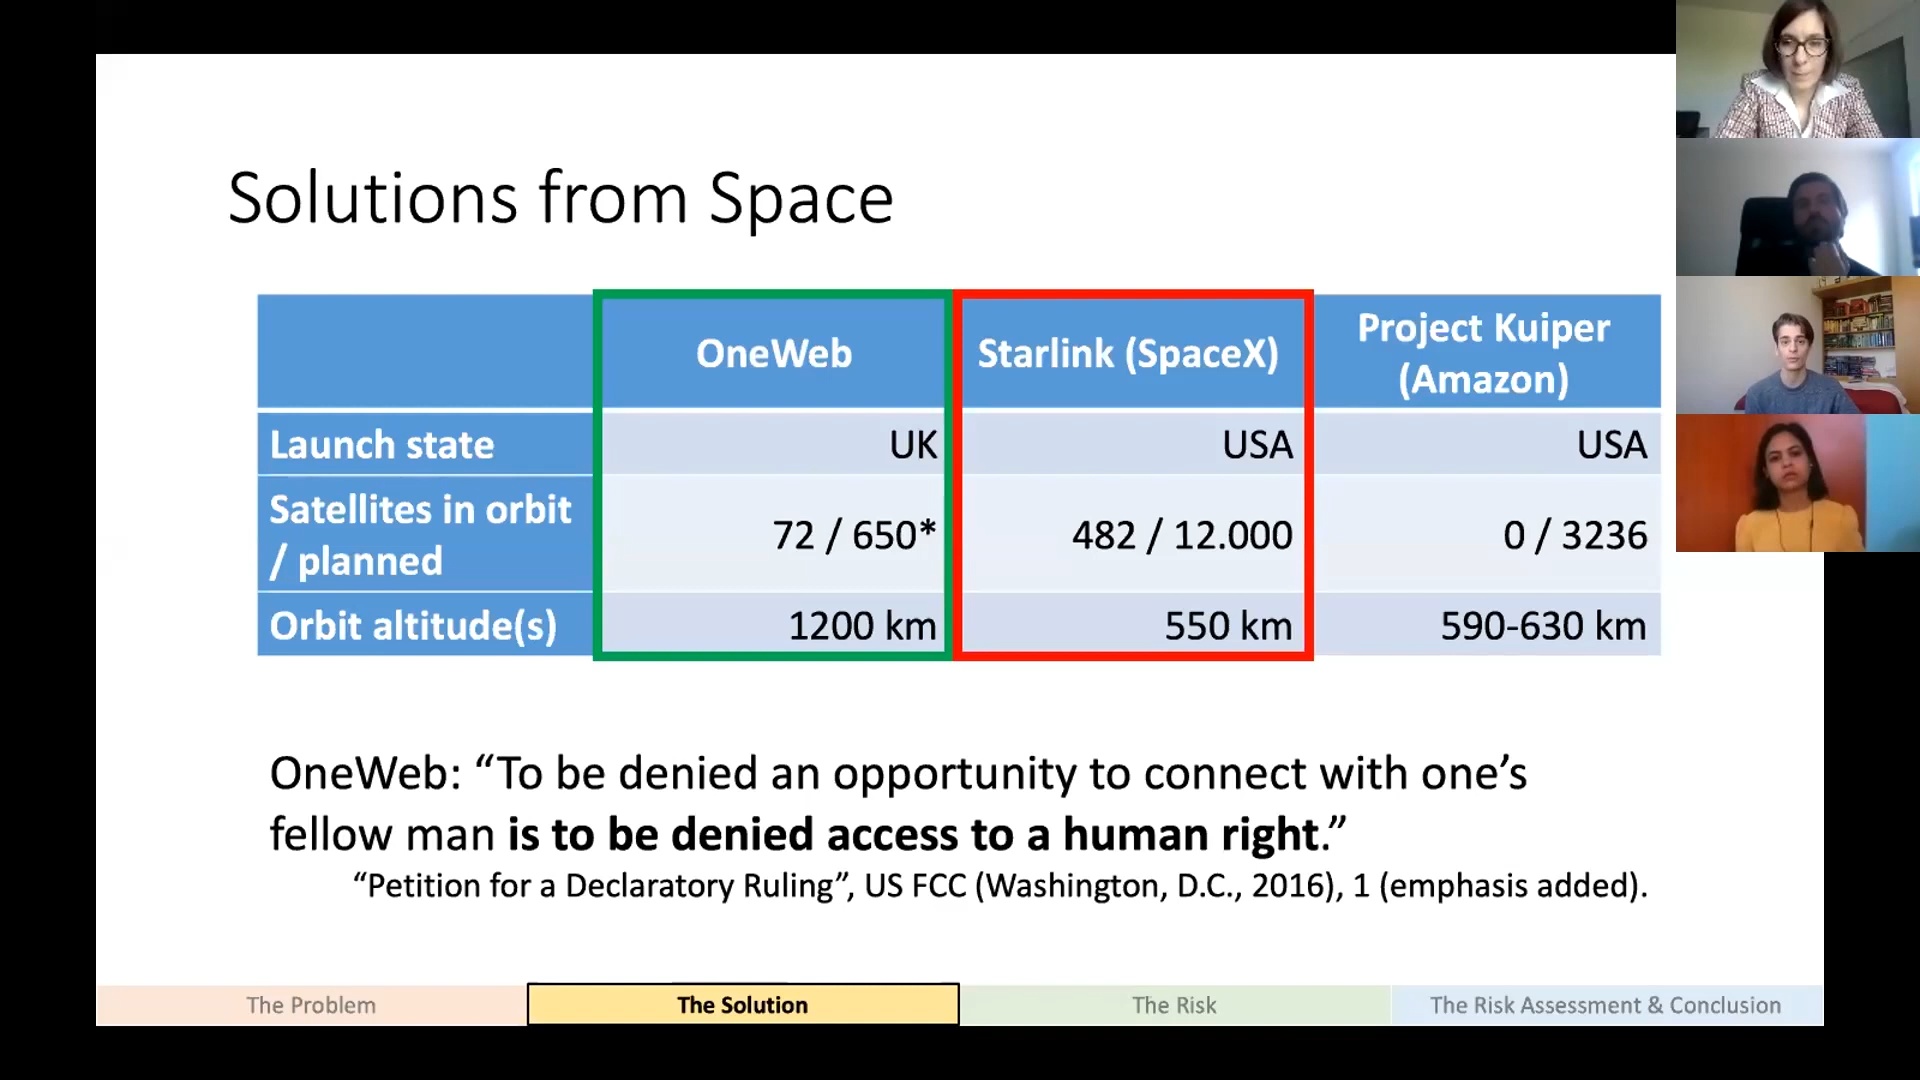 Solutions from Space
OneWeb
Starlink (SpaceX)
Project Kuiper
(Amazon)
Launch state
UK
USA
USA
Satellites in orbit
/ planned
72 / 650*
482 / 12.000
0 / 3236
Orbit altitude(s)
1200 km
550 km
590-630 km
OneWeb: “To be denied an opportunity to connect with one’s
fellow man is to be denied access to a human right.”
“Petition for a Declaratory Ruling”, US FCC (Washington, D.C., 2016), 1 (emphasis added).
The Problem
The Solution
The Risk
The Risk Assessment & Conclusion